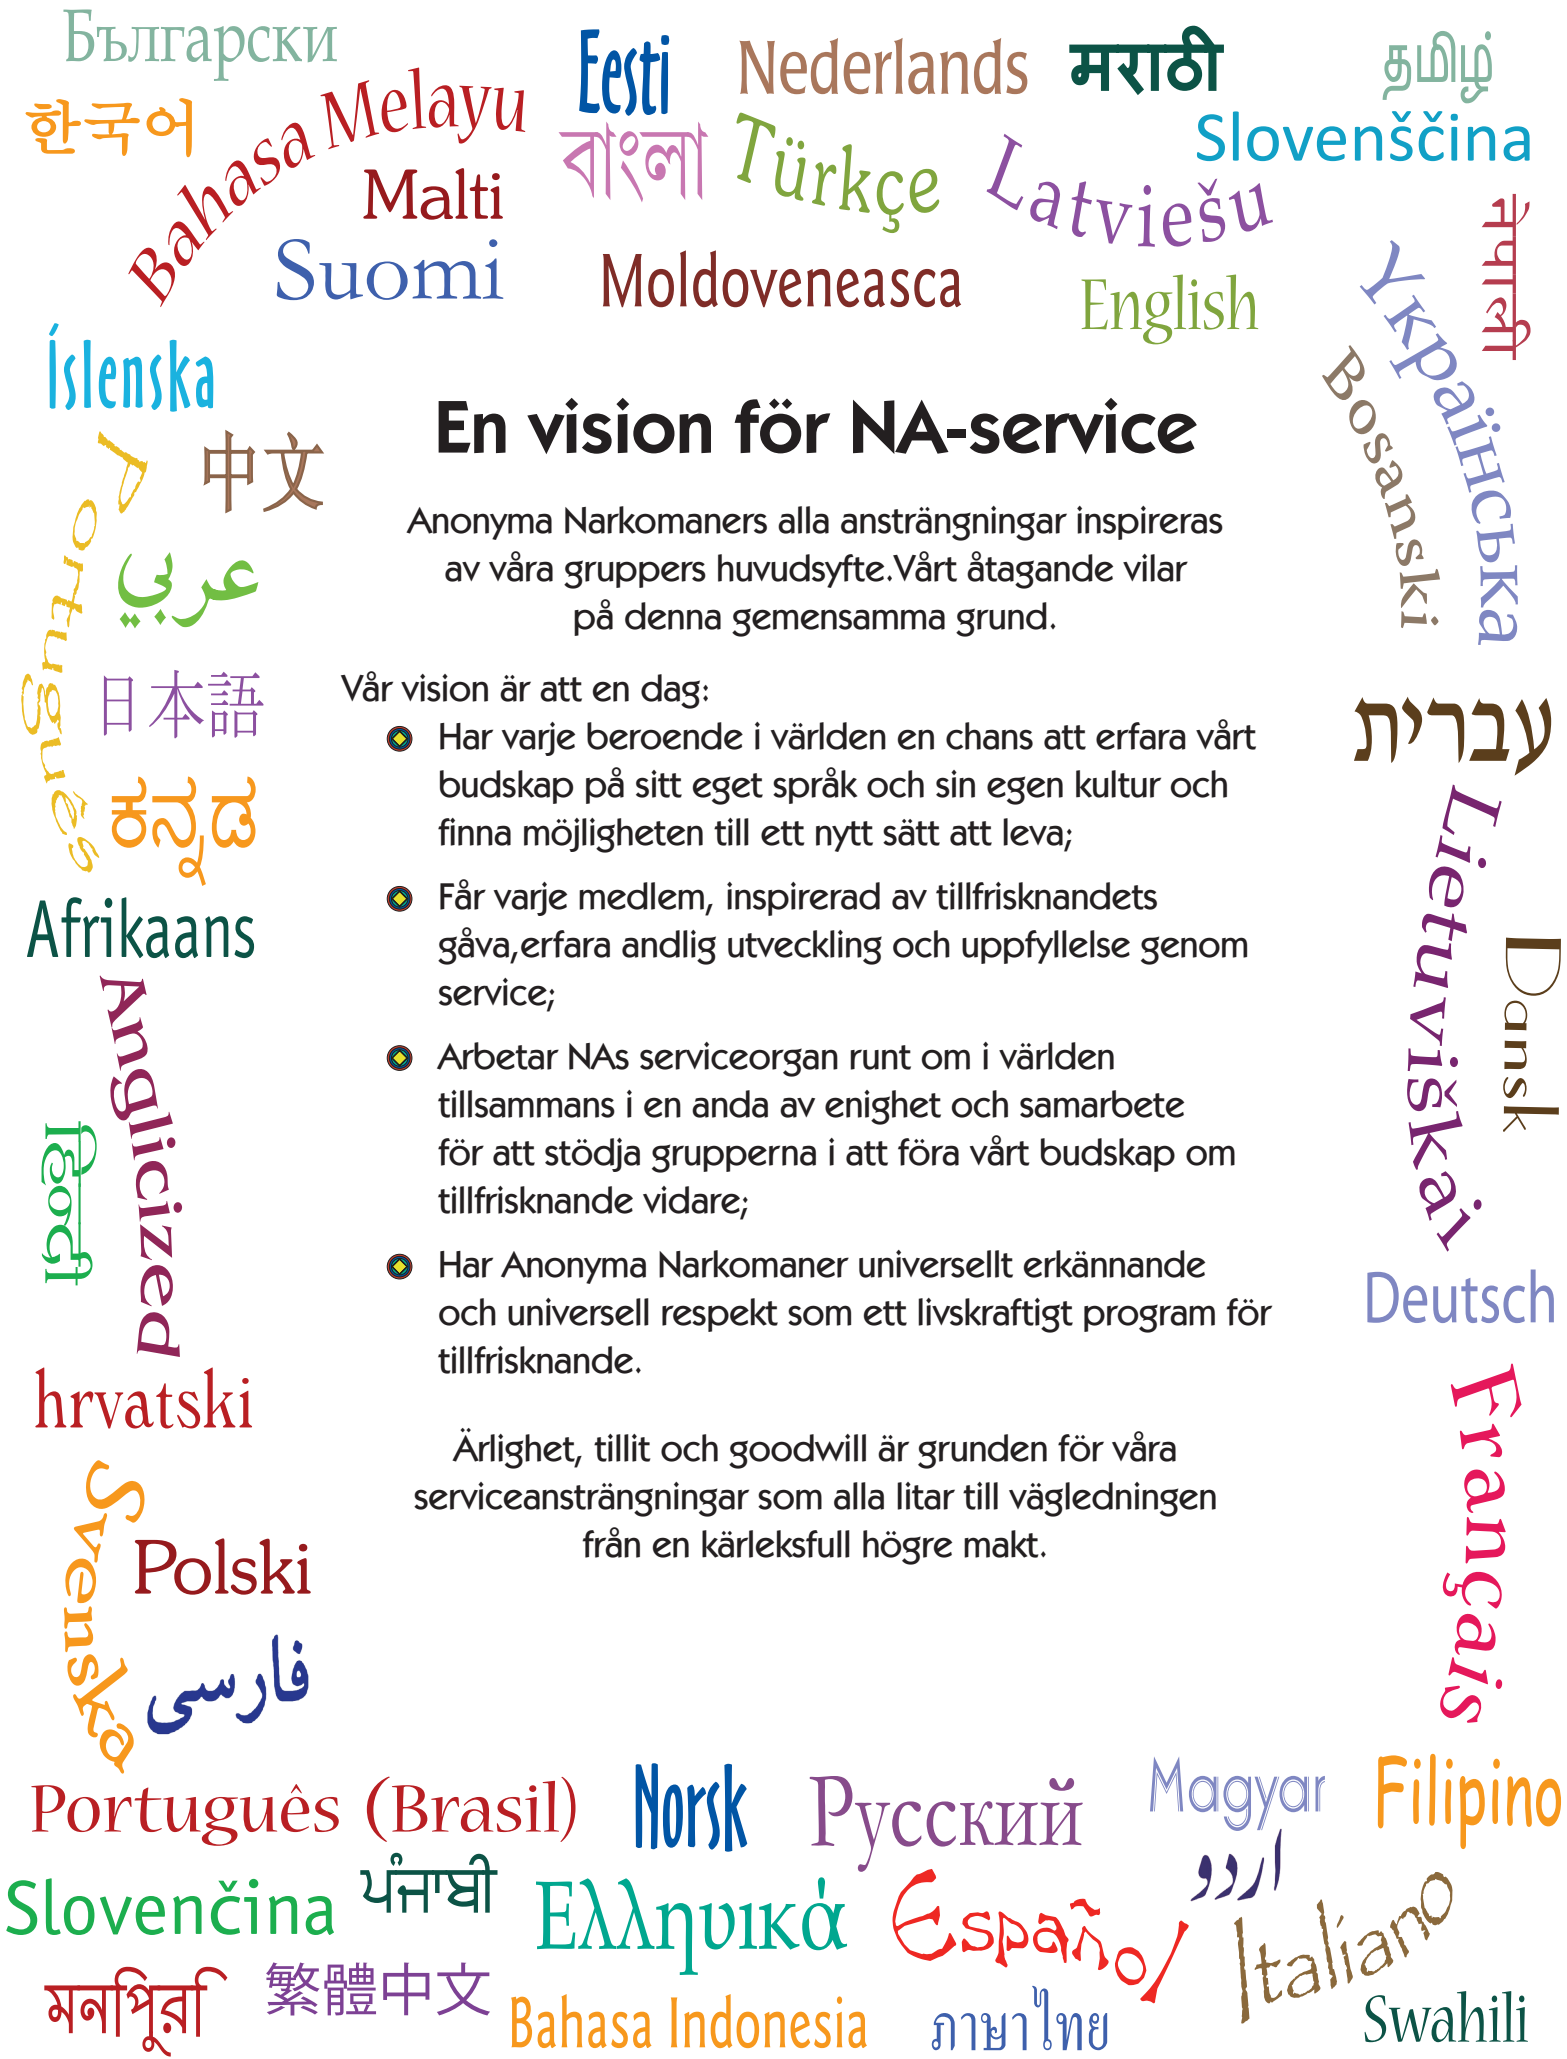 Български
Eesti
Nederlands
मराठी
தமிழ்
한국어
Bahasa Melayu
Malti
বাংলা
Türkçe
Latviešu
Slovenščina
नेपाली
Suomi
Moldoveneasca
English
Українська
Bosanski
Íslenska
中文
Português
عربي
日本語
ಕನ್ನಡ
Afrikaans
Anglicized
हिन्दी
hrvatski
Svenska
Polski
فارسی
En vision för NA-service
Anonyma Narkomaners alla ansträngningar inspireras
av våra gruppers huvudsyfte.Vårt åtagande vilar
på denna gemensamma grund.
Vår vision är att en dag:
Har varje beroende i världen en chans att erfara vårt
budskap på sitt eget språk och sin egen kultur och
finna möjligheten till ett nytt sätt att leva;
Får varje medlem, inspirerad av tillfrisknandets
gåva,erfara andlig utveckling och uppfyllelse genom
service;
Arbetar NAs serviceorgan runt om i världen
tillsammans i en anda av enighet och samarbete
för att stödja grupperna i att föra vårt budskap om
tillfrisknande vidare;
Har Anonyma Narkomaner universellt erkännande
och universell respekt som ett livskraftigt program för
tillfrisknande.
Ärlighet, tillit och goodwill är grunden för våra
serviceansträngningar som alla litar till vägledningen
från en kärleksfull högre makt.
עברית
Lietuviškai
Dansk
Deutsch
Français
Português (Brasil)
Norsk
Русский
Magyar
Filipino
اردو
Slovenčina
ਪੰਜਾਬੀ
Ελληυικά
Español
Italiano
মনিপুরি
繁體中文
Bahasa Indonesia
ภาษาไทย
Swahili